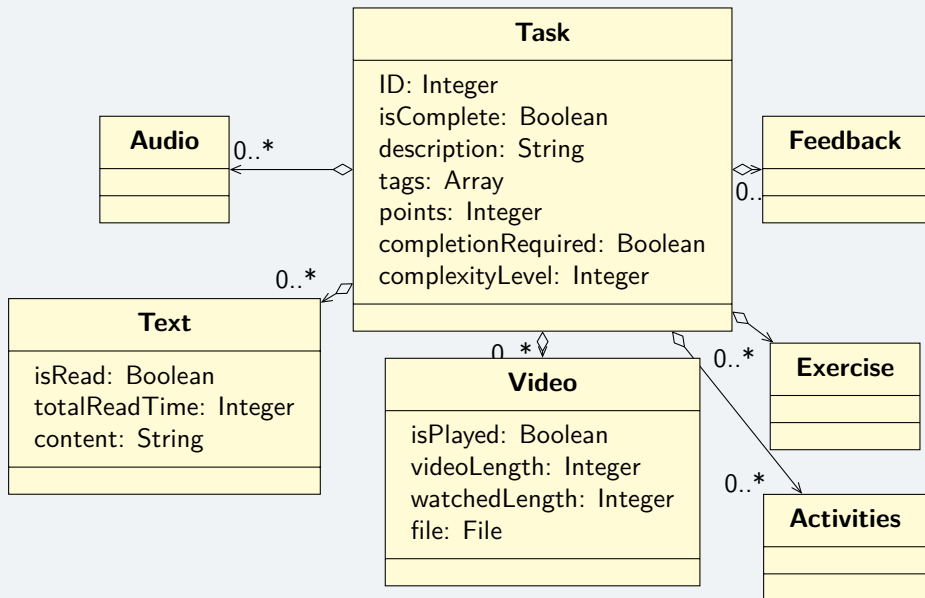 Task
ID: Integer
isComplete: Boolean
description: String
tags: Array
points: Integer
completionRequired: Boolean
complexityLevel: Integer
Audio
0..*
Feedback
0..
0..*
Text
isRead: Boolean
totalReadTime: Integer
content: String
0..*
Video
isPlayed: Boolean
videoLength: Integer
watchedLength: Integer
file: File
0..*
Exercise
0..*
Activities